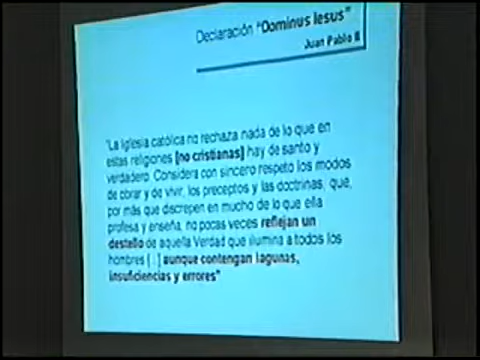 Declaración "Dominus Iesus"
Juan Pablo II
"La Iglesia católica no rechaza nada de lo que en
estas religiones [no cristianas] hay de santo y
verdadero. Considera con sincero respeto los modos
de obrar y de vivir, los preceptos y las doctrinas, que,
por más que discrepen en mucho de lo que ella
profesa y enseña, no pocas veces reflejan un
destello de aquella Verdad que ilumina a todos los
hombres [..] aunque contengan lagunas,
insuficiencias y errores"